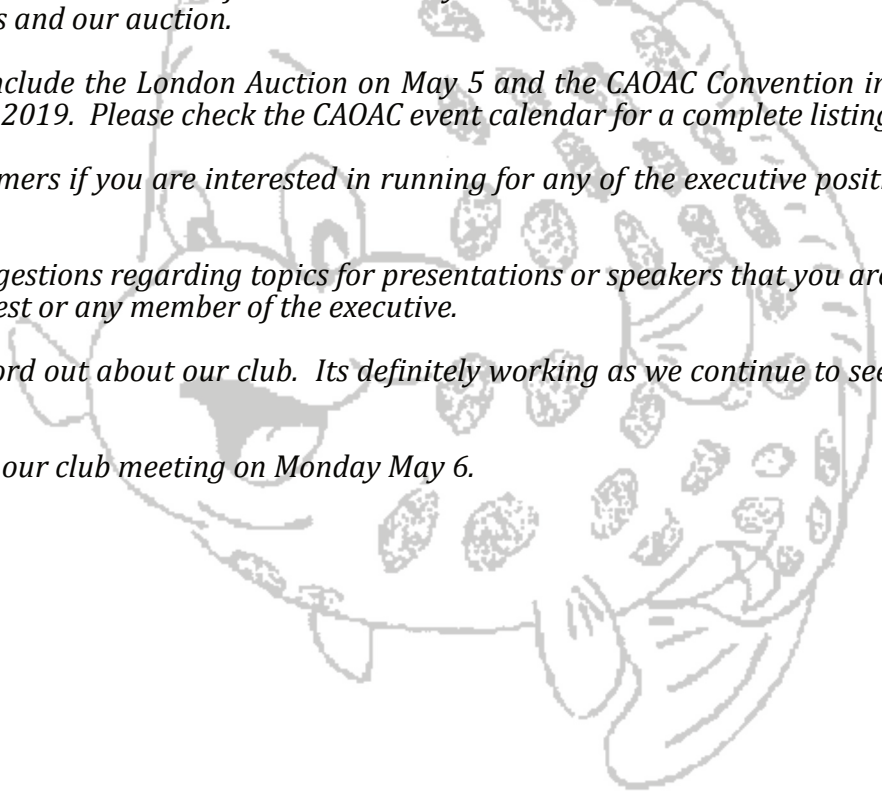 s and our auction.
nclude the London Auction on May 5 and the CAOAC Convention in
2019. Please check the CAOAC event calendar for a complete listing
mers if you are interested in running for any of the executive posit
gestions regarding topics for presentations or speakers that you are
est or any member of the executive.
ord out about our club. Its definitely working as we continue to see
our club meeting on Monday May 6.